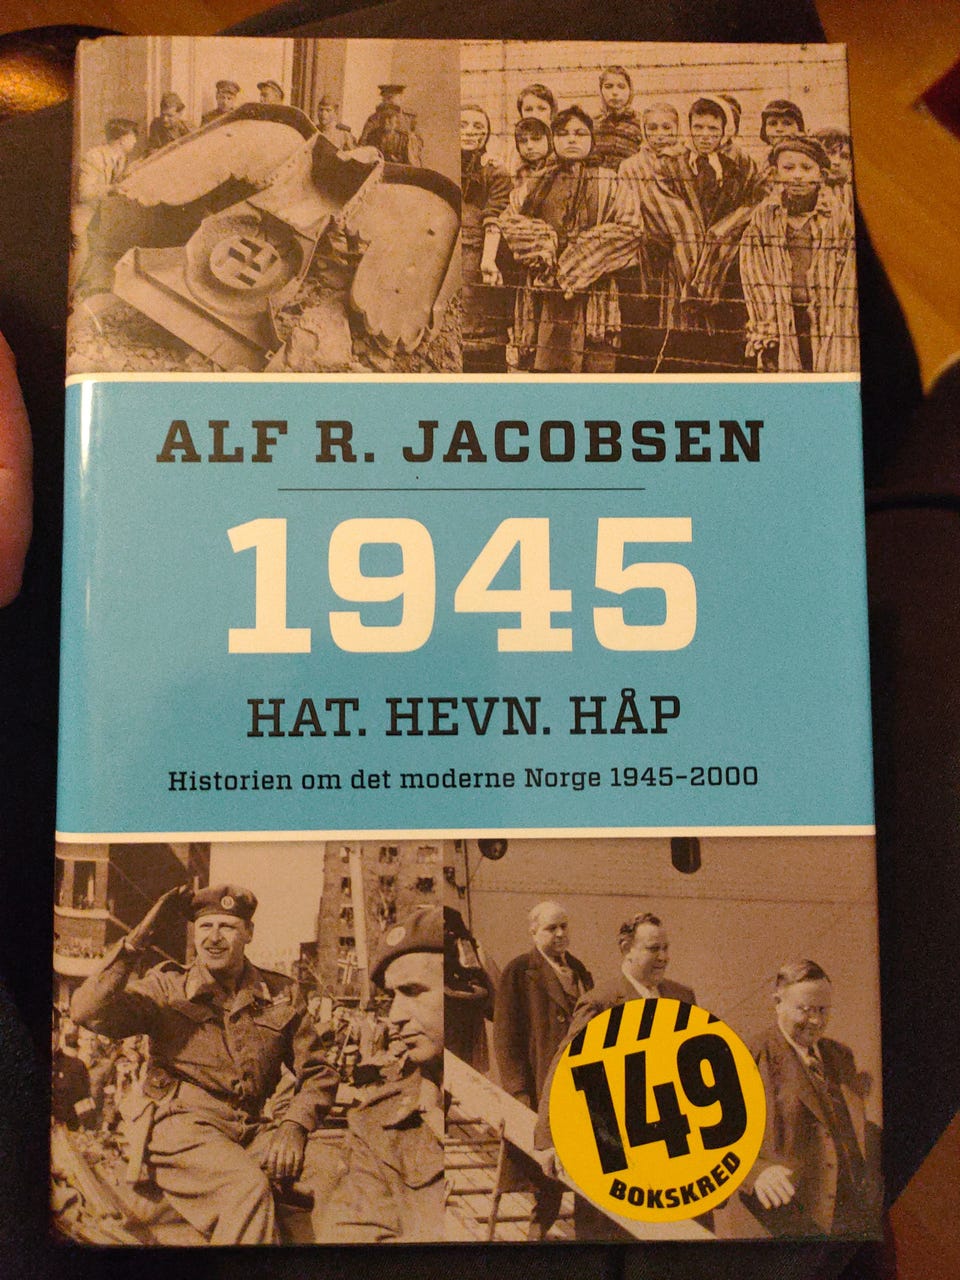 ALF R. JACOBSEN
1945
HAT. HEVN. HÅP
Historien om det moderne Norge 1945–2000
149
BOKSKRED